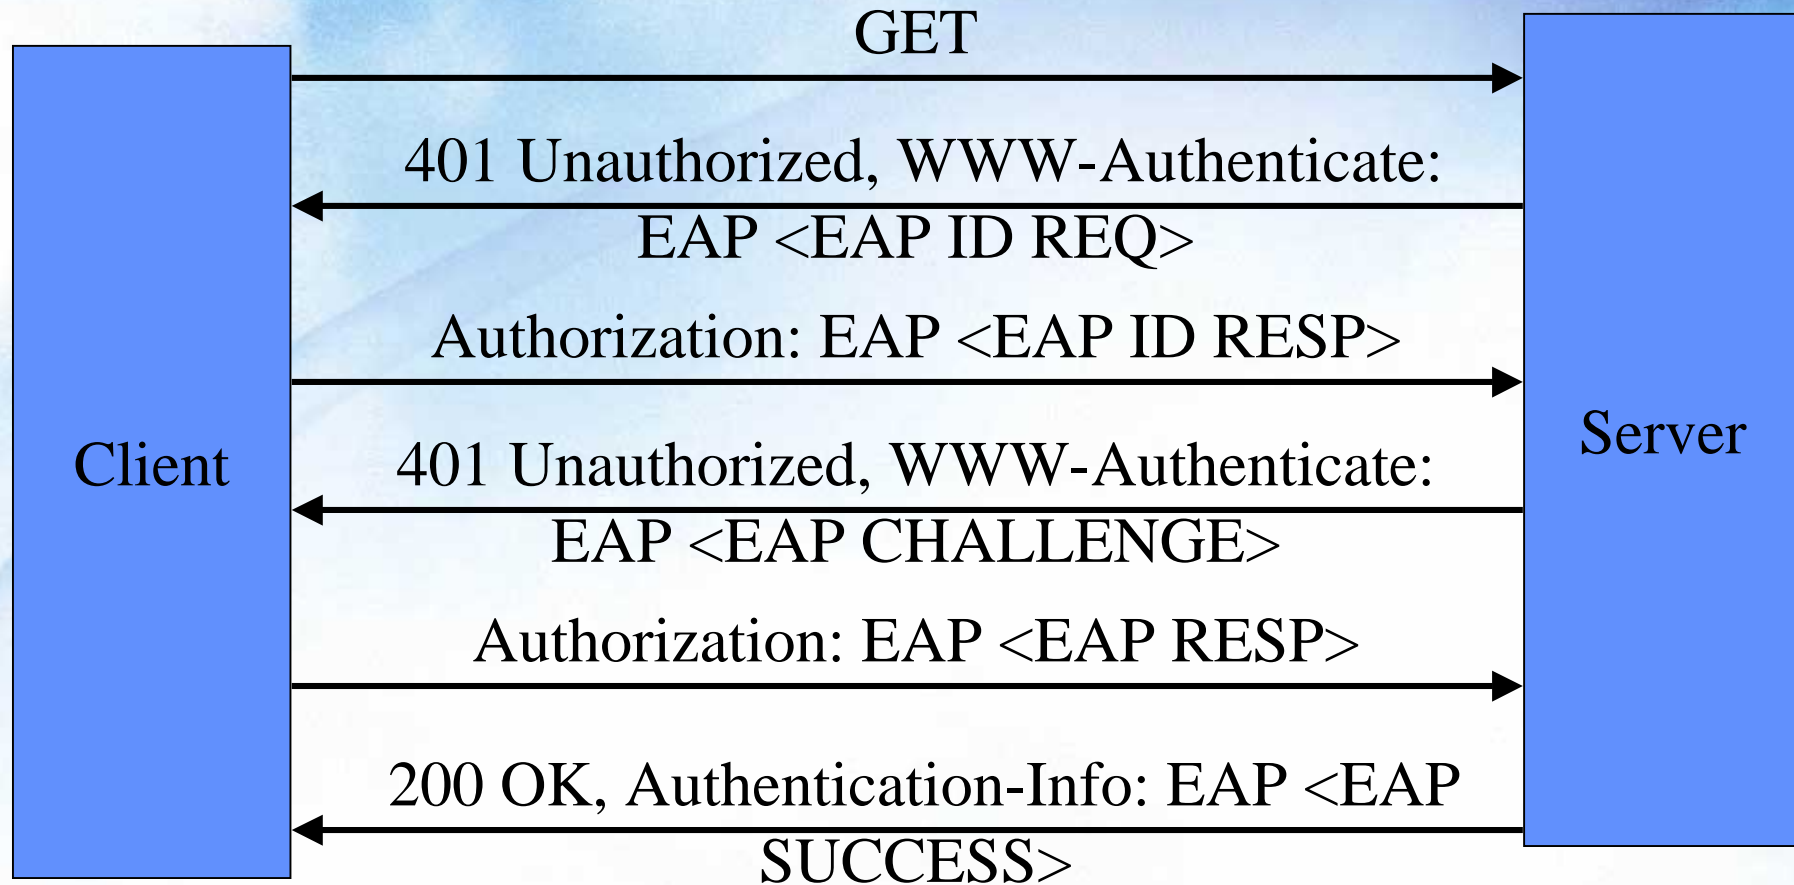 GET
401 Unauthorized, WWW-Authenticate:
EAP <EAP ID REQ>
Authorization: EAP <EAP ID RESP>
Client
Server
401 Unauthorized, WWW-Authenticate:
EAP <EAP CHALLENGE>
Authorization: EAP <EAP RESP>
200 OK, Authentication-Info: EAP <EAP
SUCCESS>